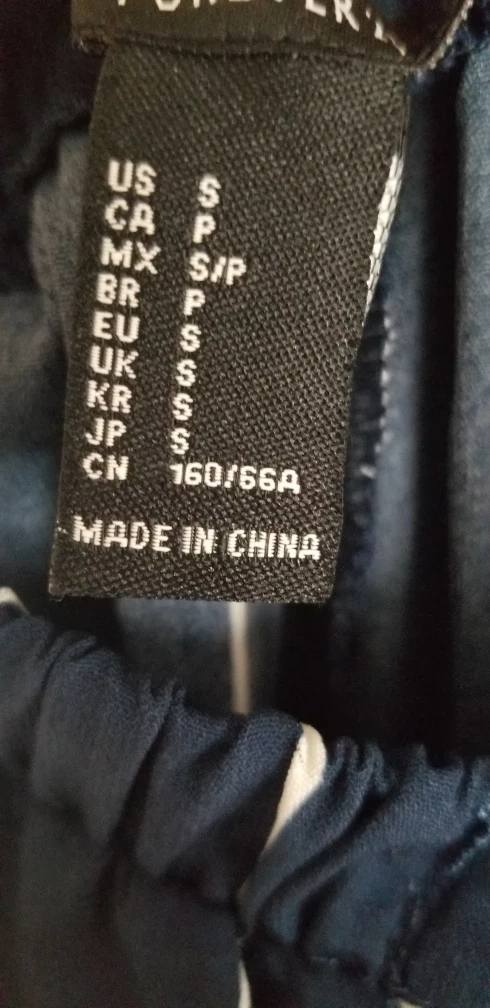 US S
CA P
MX S/P
BR P
EU S
UK S
KR S
JP S
CN 160/66A
MADE IN CHINA